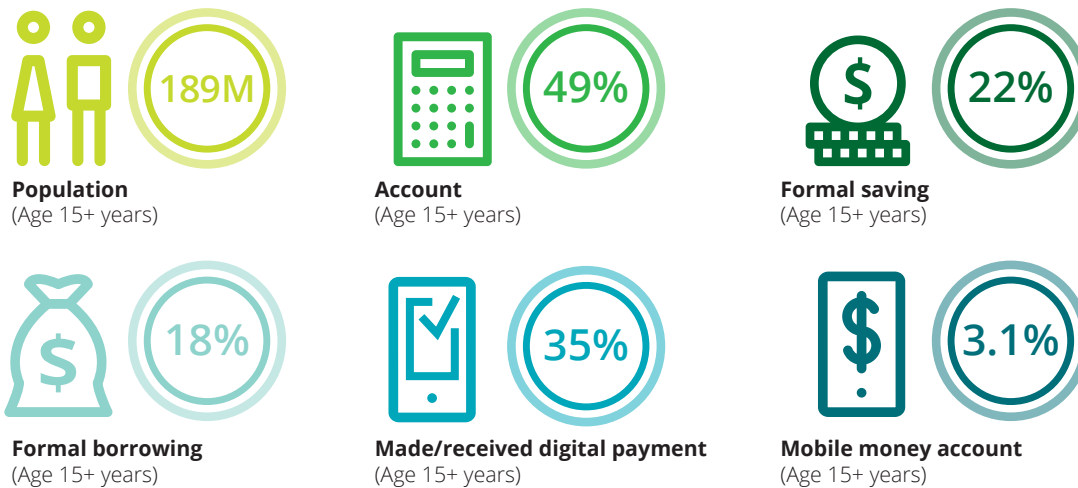 189M
49%
$
22%
Population
(Age 15+ years)
Account
(Age 15+ years)
Formal saving
(Age 15+ years)
$
18%
35%
$
3.1%
Formal borrowing
(Age 15+ years)
Made/received digital payment
(Age 15+ years)
Mobile money account
(Age 15+ years)